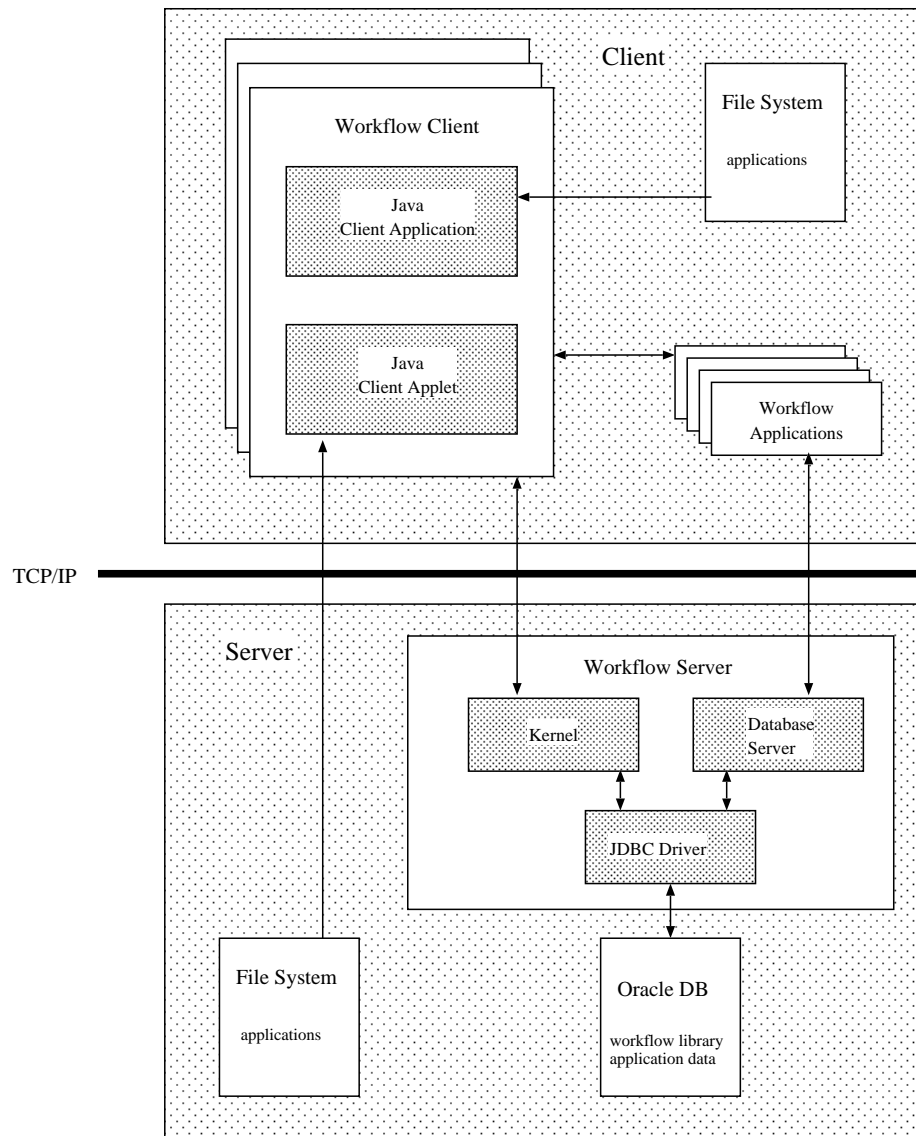 Client
File System
applications
Workflow Client
Java
Client Application
Java
Client Applet
Workflow
Applications
TCP/IP
Server
Workflow Server
Kernel
Database
Server
JDBC Driver
File System
applications
Oracle DB
workflow library
application data